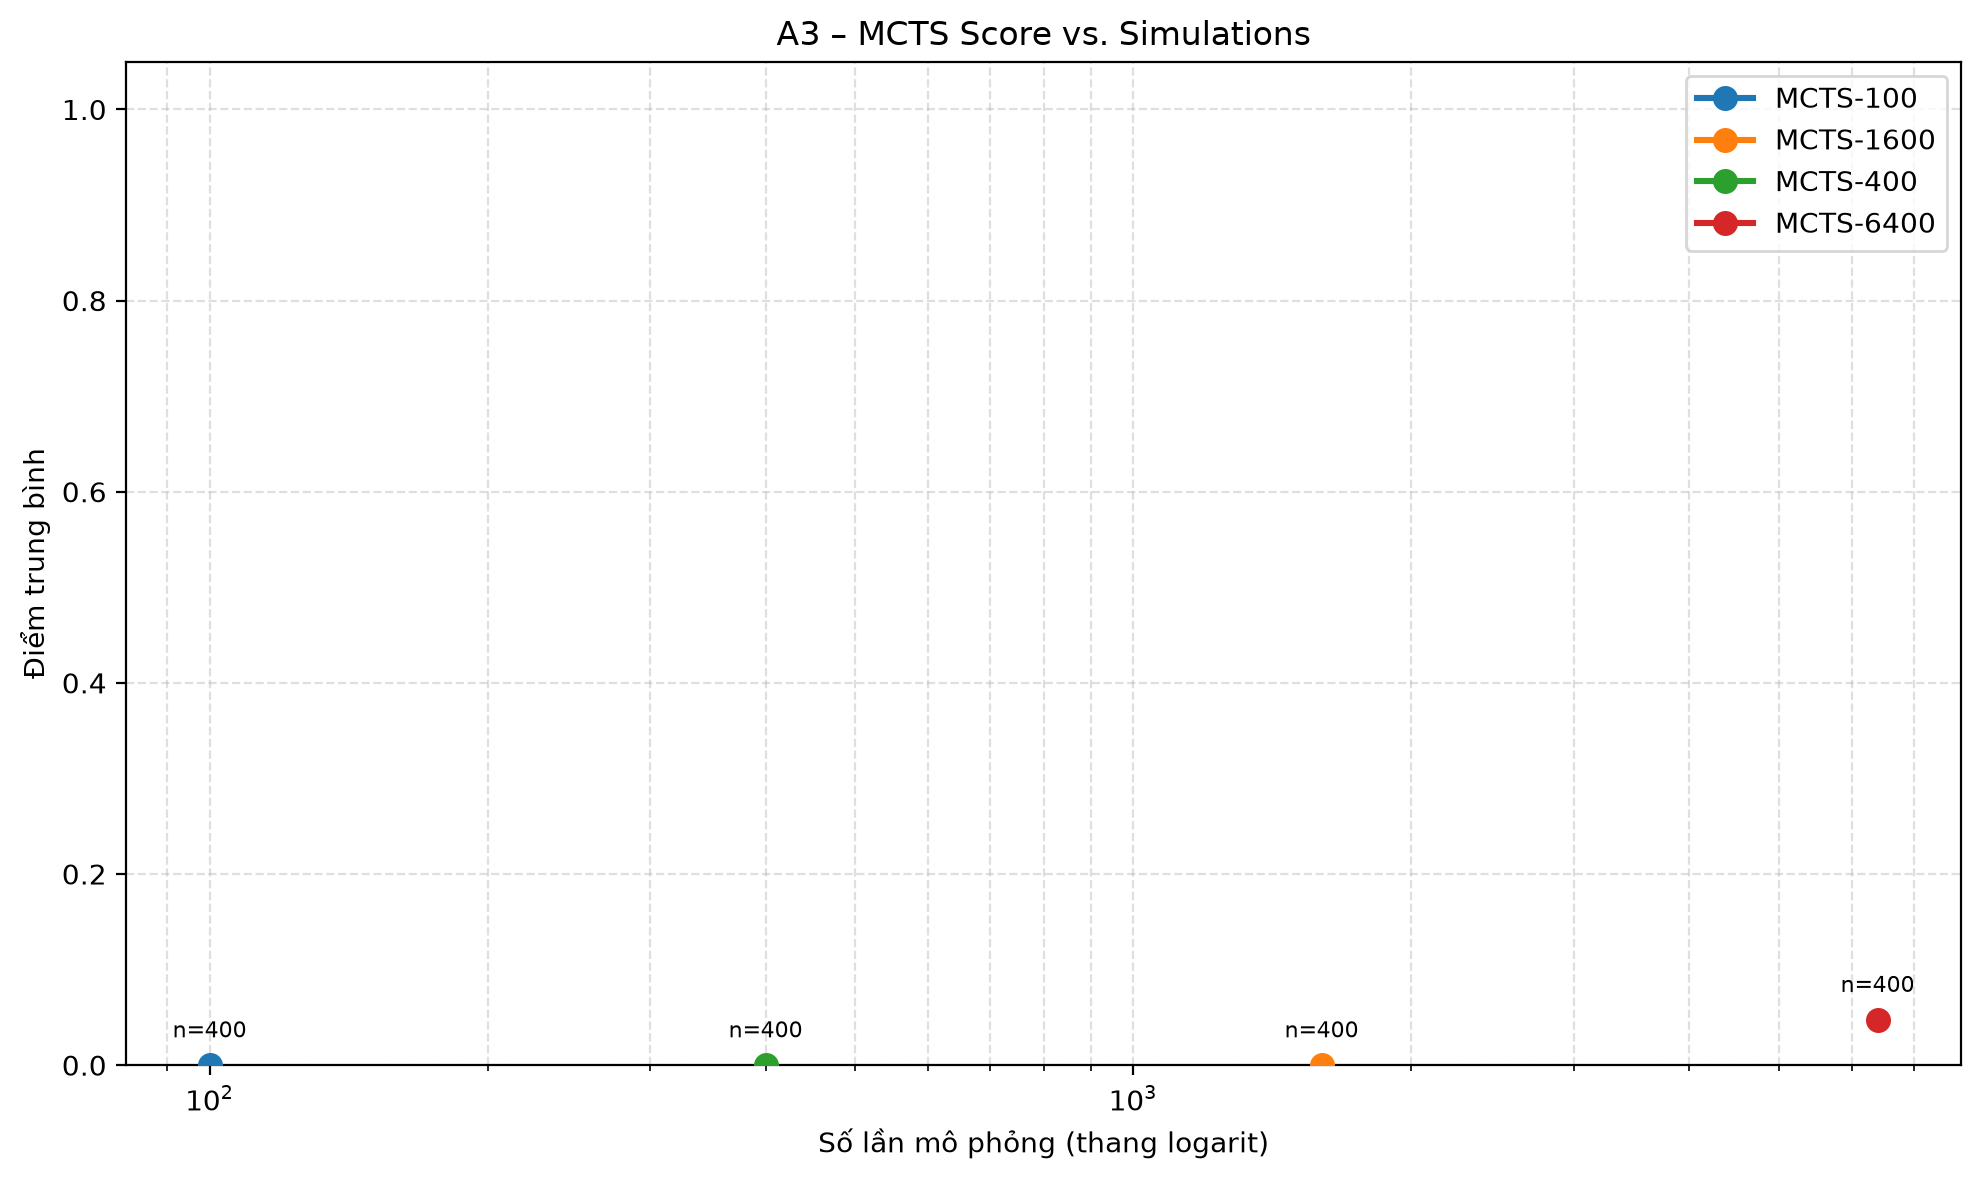 A3 – MCTS Score vs. Simulations
MCTS-100
MCTS-1600
MCTS-400
MCTS-6400
Điểm trung bình
1.0
0.8
0.6
0.4
0.2
0.0
n=400
n=400
n=400
n=400
10²
10³
Số lần mô phỏng (thang logarit)